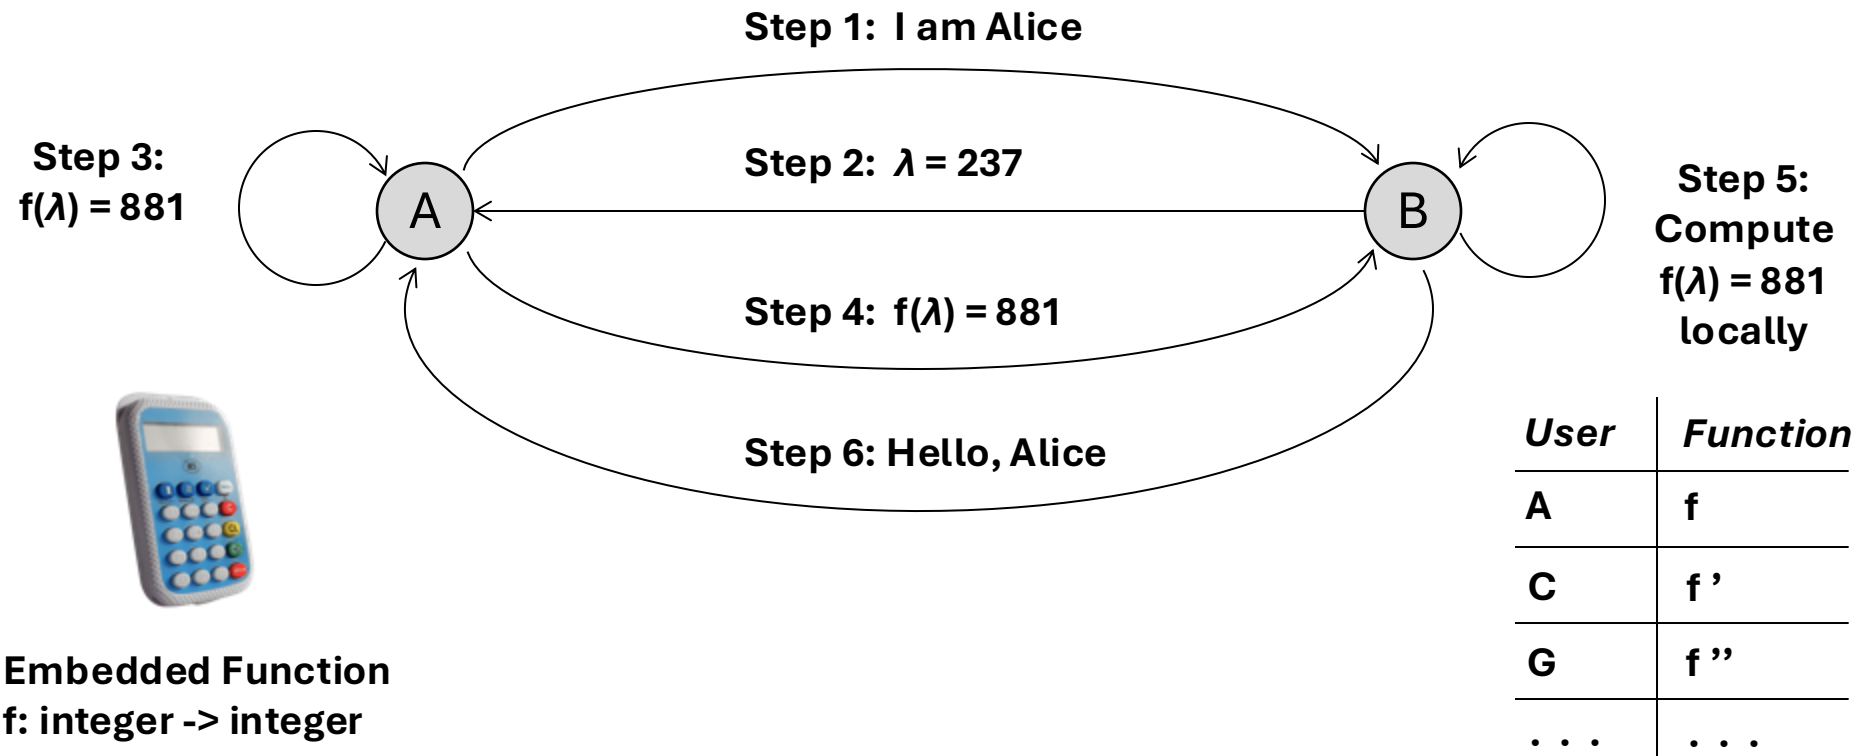 Step 1: I am Alice
Step 2: λ = 237
Step 3:
f(λ) = 881
A
B
Step 5:
Compute
f(λ) = 881
locally
Step 4: f(λ) = 881
Step 6: Hello, Alice
User Function
A f
C f ’
G f ’’
. . . . . .
Embedded Function
f: integer -> integer